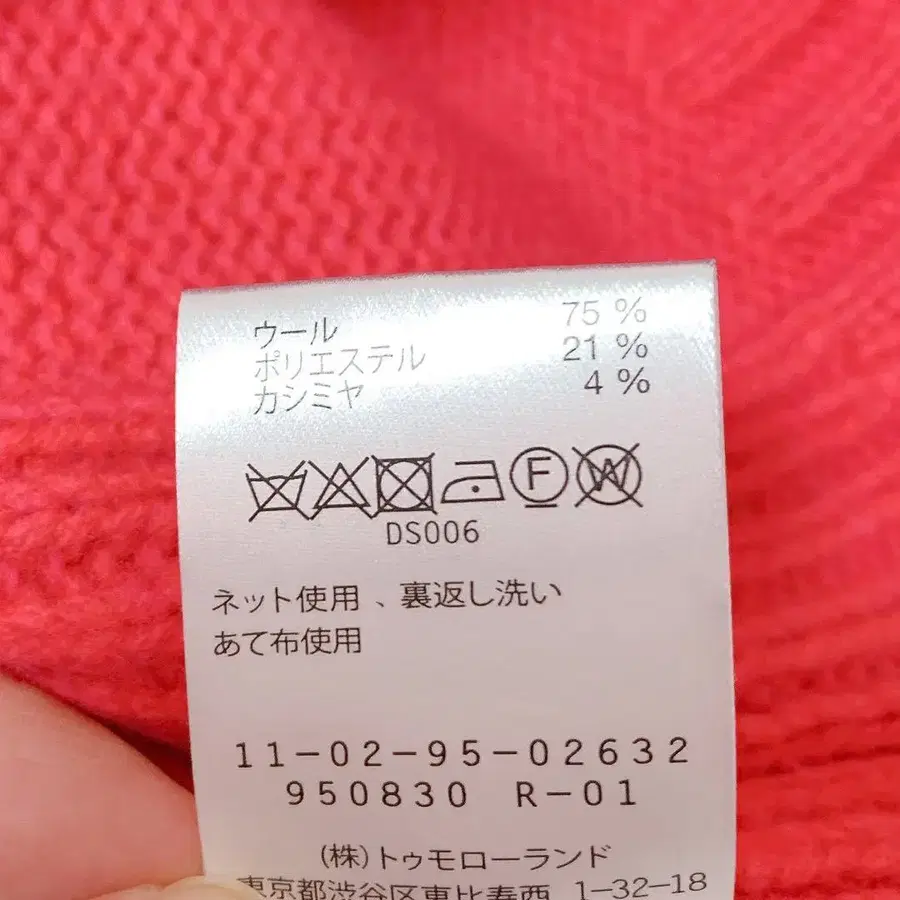 ウール 75 %
ポリエステル 21 %
カシミヤ 4 %
F W
DS006
ネット使用 、裏返し洗い
あて布使用
11-02-95-02632
950830 R-01
(株)トゥモローランド
東京都渋谷区東比寿西 1-32-18